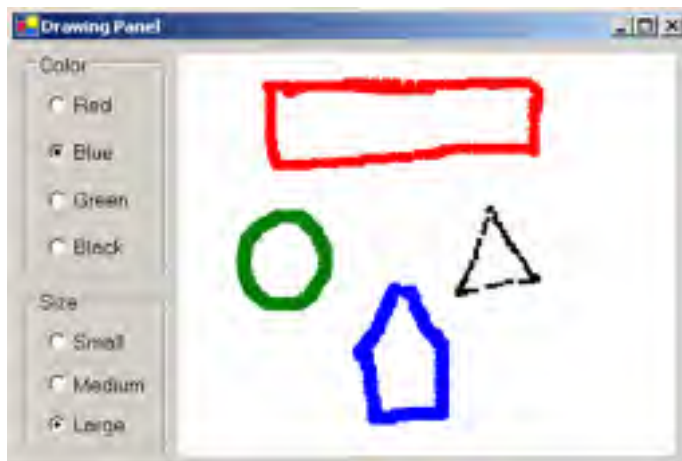 Drawing Panel
Color
Red
Blue
Green
Black
Size
Small
Medium
Large